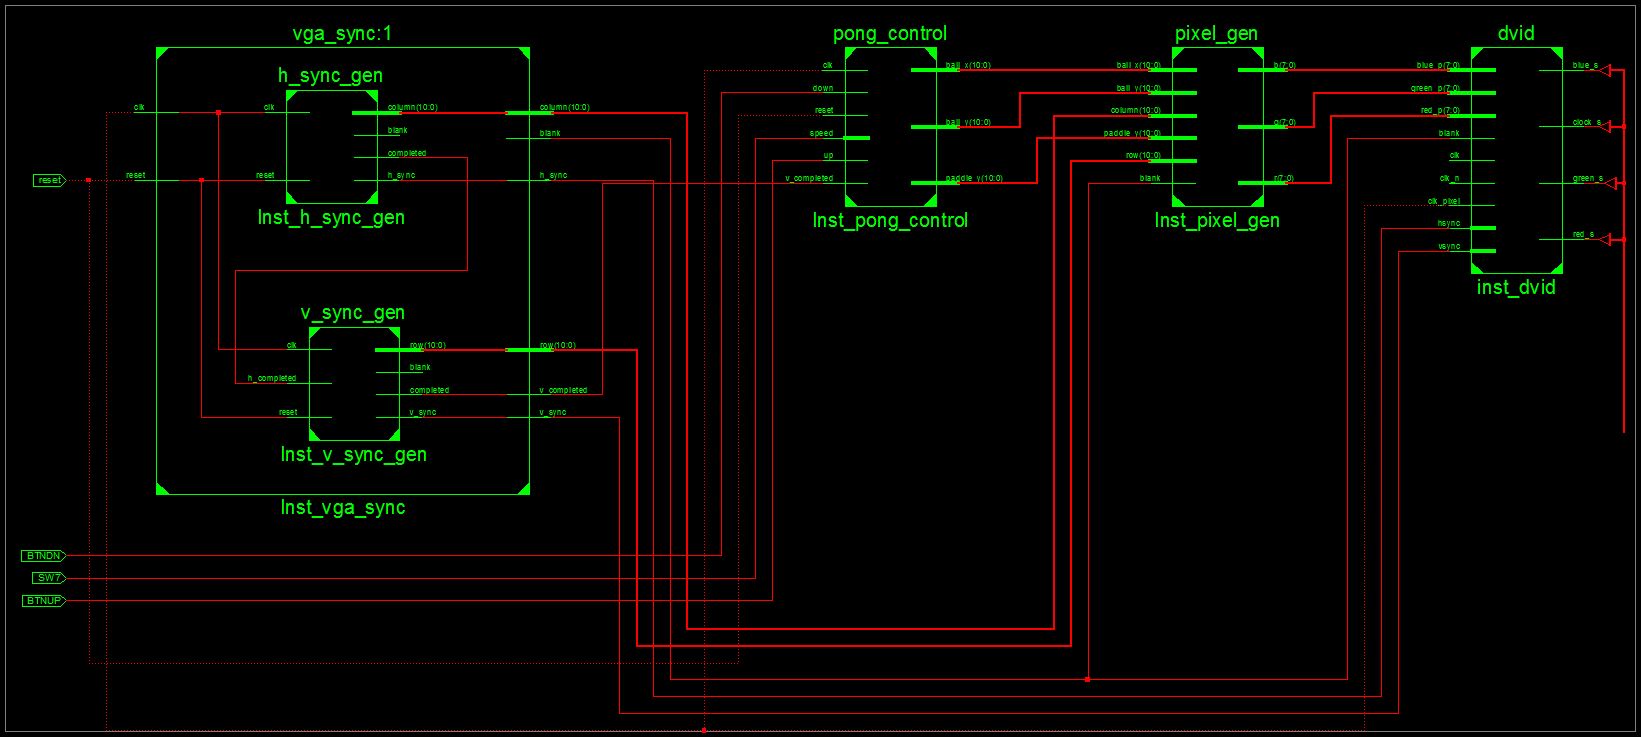 vga_sync:1
h_sync_gen
clk
clk
column(10:0)
column(10:0)
blank
blank
completed
reset
reset
reset
h_sync
h_sync
Inst_h_sync_gen
v_sync_gen
clk
row(10:0)
row(10:0)
blank
h_completed
completed
v_completed
reset
v_sync
v_sync
Inst_v_sync_gen
Inst_vga_sync
BTNDN
SW7
BTNUP
pong_control
clk
ball_x(10:0)
down
reset
ball_y(10:0)
speed
up
v_completed
paddle_y(10:0)
Inst_pong_control
pixel_gen
ball_x(10:0)
b(7:0)
ball_y(10:0)
column(10:0)
g(7:0)
paddle_y(10:0)
row(10:0)
blank
r(7:0)
Inst_pixel_gen
dvid
blue_p(7:0)
blue_s
green_p(7:0)
red_p(7:0)
clock_s
blank
clk
clk_n
green_s
clk_pixel
hsync
red_s
vsync
inst_dvid